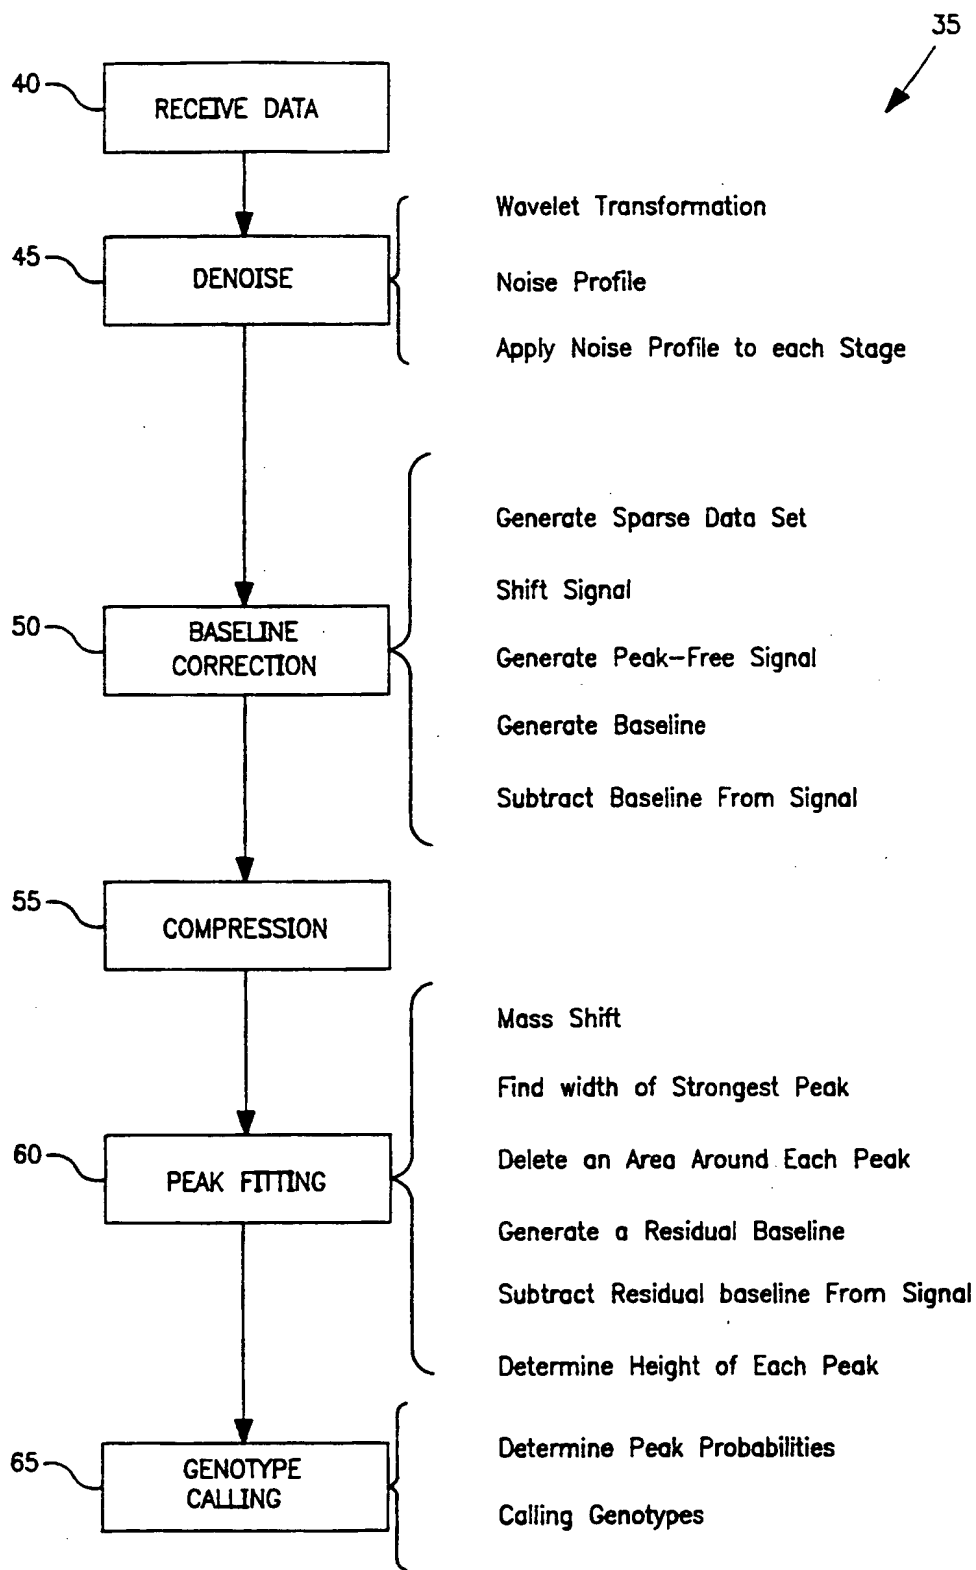 35
40
RECEIVE DATA
45
DENOISE
Wavelet Transformation
Noise Profile
Apply Noise Profile to each Stage
50
BASELINE
CORRECTION
Generate Sparse Data Set
Shift Signal
Generate Peak-Free Signal
Generate Baseline
Subtract Baseline From Signal
55
COMPRESSION
60
PEAK FITTING
Mass Shift
Find width of Strongest Peak
Delete an Area Around Each Peak
Generate a Residual Baseline
Subtract Residual baseline From Signal
Determine Height of Each Peak
65
GENOTYPE
CALLING
Determine Peak Probabilities
Calling Genotypes